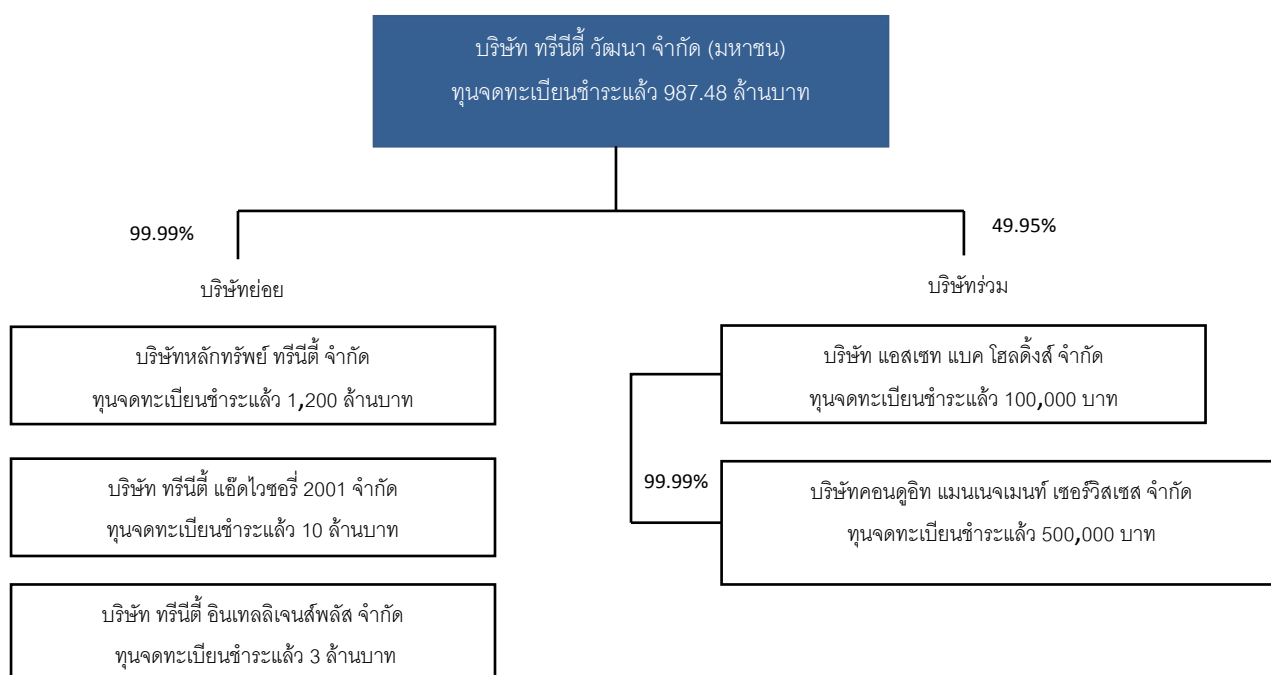 บริษัท ทรีนีตี้ วัฒนา จำกัด (มหาชน)
ทุนจดทะเบียนชำระแล้ว 987.48 ล้านบาท
99.99%
49.95%
บริษัทย่อย
บริษัทร่วม
บริษัทหลักทรัพย์ ทรีนีตี้ จำกัด
ทุนจดทะเบียนชำระแล้ว 1,200 ล้านบาท
บริษัท ทรีนีตี้ แอ๊ดไวซอรี่ 2001 จำกัด
ทุนจดทะเบียนชำระแล้ว 10 ล้านบาท
บริษัท ทรีนีตี้ อินเทลลิเจนส์พลัส จำกัด
ทุนจดทะเบียนชำระแล้ว 3 ล้านบาท
บริษัท แอสเซท แบค โฮลดิ้งส์ จำกัด
ทุนจดทะเบียนชำระแล้ว 100,000 บาท
99.99%
บริษัทคอนดูอิท แมนเนจเมนท์ เซอร์วิสเซส จำกัด
ทุนจดทะเบียนชำระแล้ว 500,000 บาท